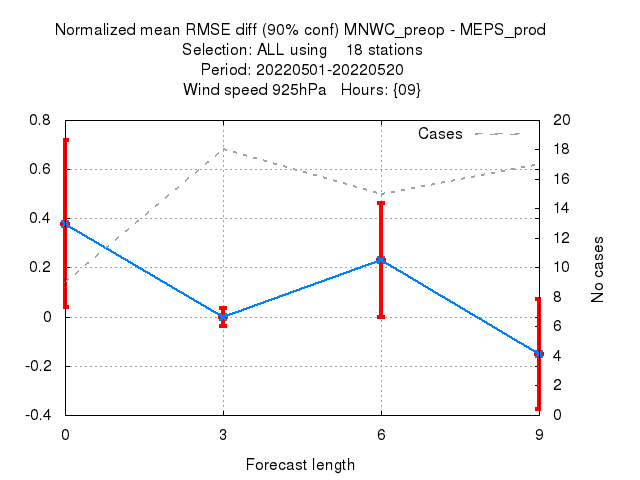 Normalized mean RMSE diff (90% conf) MNWC_preop - MEPS_prod
Selection: ALL using    18 stations
Period: 20220501-20220520
Wind speed 925hPa   Hours: {09}
Cases
0.8
0.6
0.4
0.2
0
-0.2
-0.4
20
18
16
14
12
10
8
6
4
2
0
No cases
0 3 6 9
Forecast length